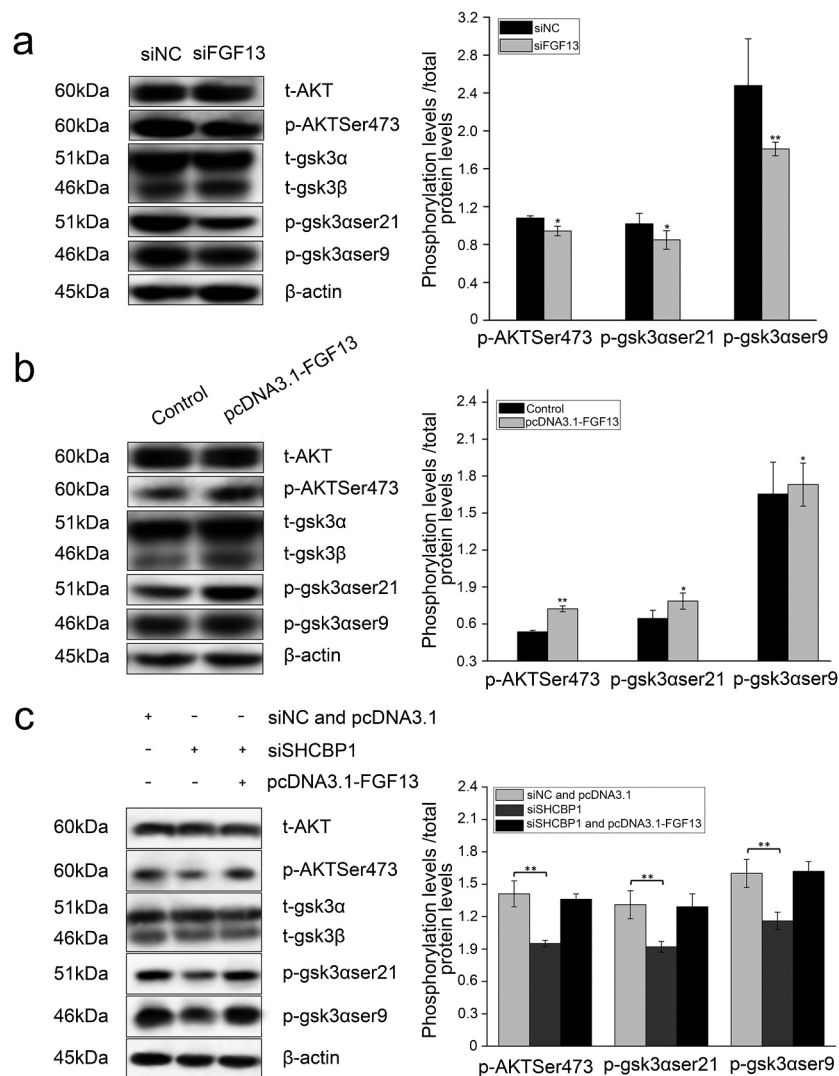 a
siNC siFGF13
60kDa t-AKT
60kDa p-AKTSer473
51kDa t-gsk3α
46kDa t-gsk3β
51kDa p-gsk3αser21
46kDa p-gsk3αser9
45kDa β-actin
Phosphorylation levels /total
protein levels
3.2
2.8
2.4
2.0
1.6
1.2
0.8
0.4
0
siNC
siFGF13
* * **
p-AKTSer473 p-gsk3αser21 p-gsk3αser9
b
Control pcDNA3.1-FGF13
60kDa t-AKT
60kDa p-AKTSer473
51kDa t-gsk3α
46kDa t-gsk3β
51kDa p-gsk3αser21
46kDa p-gsk3αser9
45kDa β-actin
Phosphorylation levels /total
protein levels
2.4
2.1
1.8
1.5
1.2
1.9
0.6
0.3
Control
pcDNA3.1-FGF13
** * *
p-AKTSer473 p-gsk3αser21 p-gsk3αser9
c
+ - - siNC and pcDNA3.1
- + + siSHCBP1
- - + pcDNA3.1-FGF13
60kDa t-AKT
60kDa p-AKTSer473
51kDa t-gsk3α
46kDa t-gsk3β
51kDa p-gsk3αser21
46kDa p-gsk3αser9
45kDa β-actin
Phosphorylation levels /total
protein levels
2.4
2.1
1.8
1.5
1.2
1.9
0.6
0.3
0
siNC and pcDNA3.1
siSHCBP1
siSHCBP1 and pcDNA3.1-FGF13
** ** **
p-AKTSer473 p-gsk3αser21 p-gsk3αser9